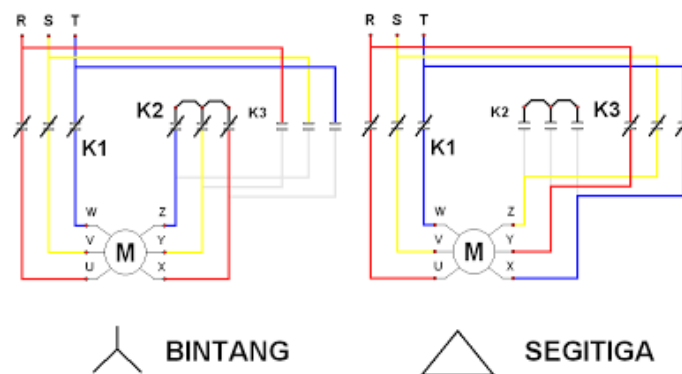 R S T
K2 K3
K1
W Z
V M Y
U X
BINTANG
R S T
K2 K3
K1
W Z
V M Y
U X
SEGITIGA